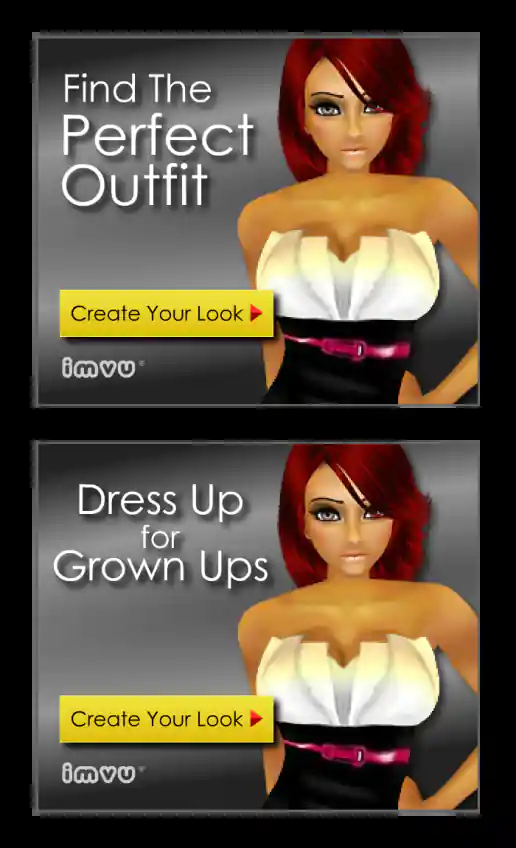 Find The
Perfect
Outfit
Create Your Look
imvu®
Dress Up
for
Grown Ups
Create Your Look
imvu®